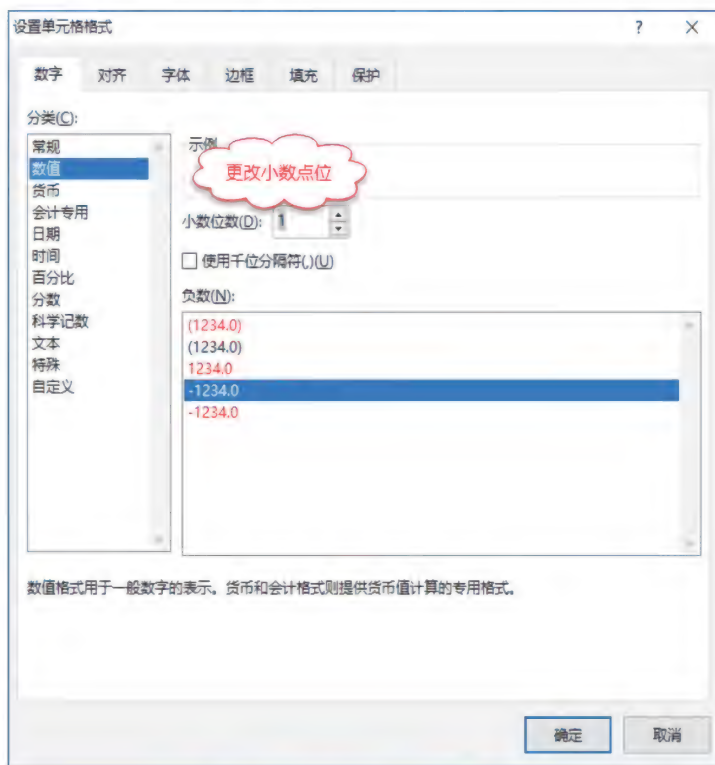 设置单元格格式
? ×
数字 对齐 字体 边框 填充 保护
分类(C):
常规
数值
货币
会计专用
日期
时间
百分比
分数
科学记数
文本
特殊
自定义
示例
更改小数点位
小数位数(D): 1
使用千位分隔符(,)(U)
负数(N):
(1234.0)
(1234.0)
1234.0
-1234.0
-1234.0
数值格式用于一般数字的表示。货币和会计格式则提供货币值计算的专用格式。
确定 取消